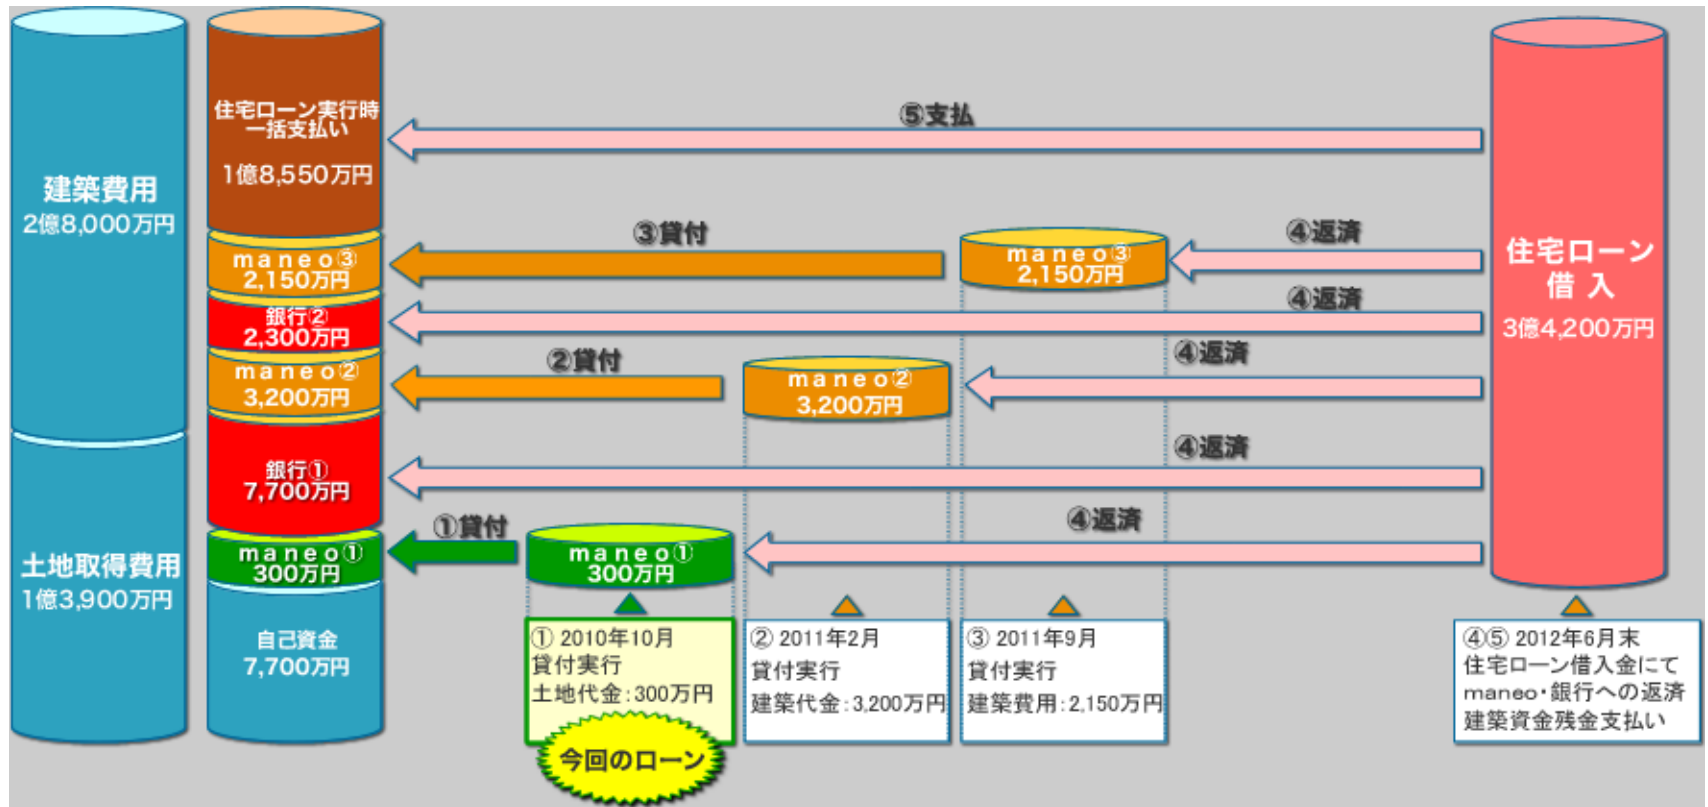 建築費用
2億8,000万円
土地取得費用
1億3,900万円
住宅ローン実行時
一括支払い
1億8,550万円
maneo③
2,150万円
銀行②
2,300万円
maneo②
3,200万円
銀行①
7,700万円
maneo①
300万円
自己資金
7,700万円
⑤支払
③貸付
maneo③
2,150万円
④返済
④返済
②貸付
maneo②
3,200万円
④返済
④返済
①貸付
maneo①
300万円
④返済
住宅ローン
借入
3億4,200万円
① 2010年10月
貸付実行
土地代金:300万円
今回のローン
② 2011年2月
貸付実行
建築代金:3,200万円
③ 2011年9月
貸付実行
建築費用:2,150万円
④⑤ 2012年6月末
住宅ローン借入金にて
maneo・銀行への返済
建築資金残金支払い